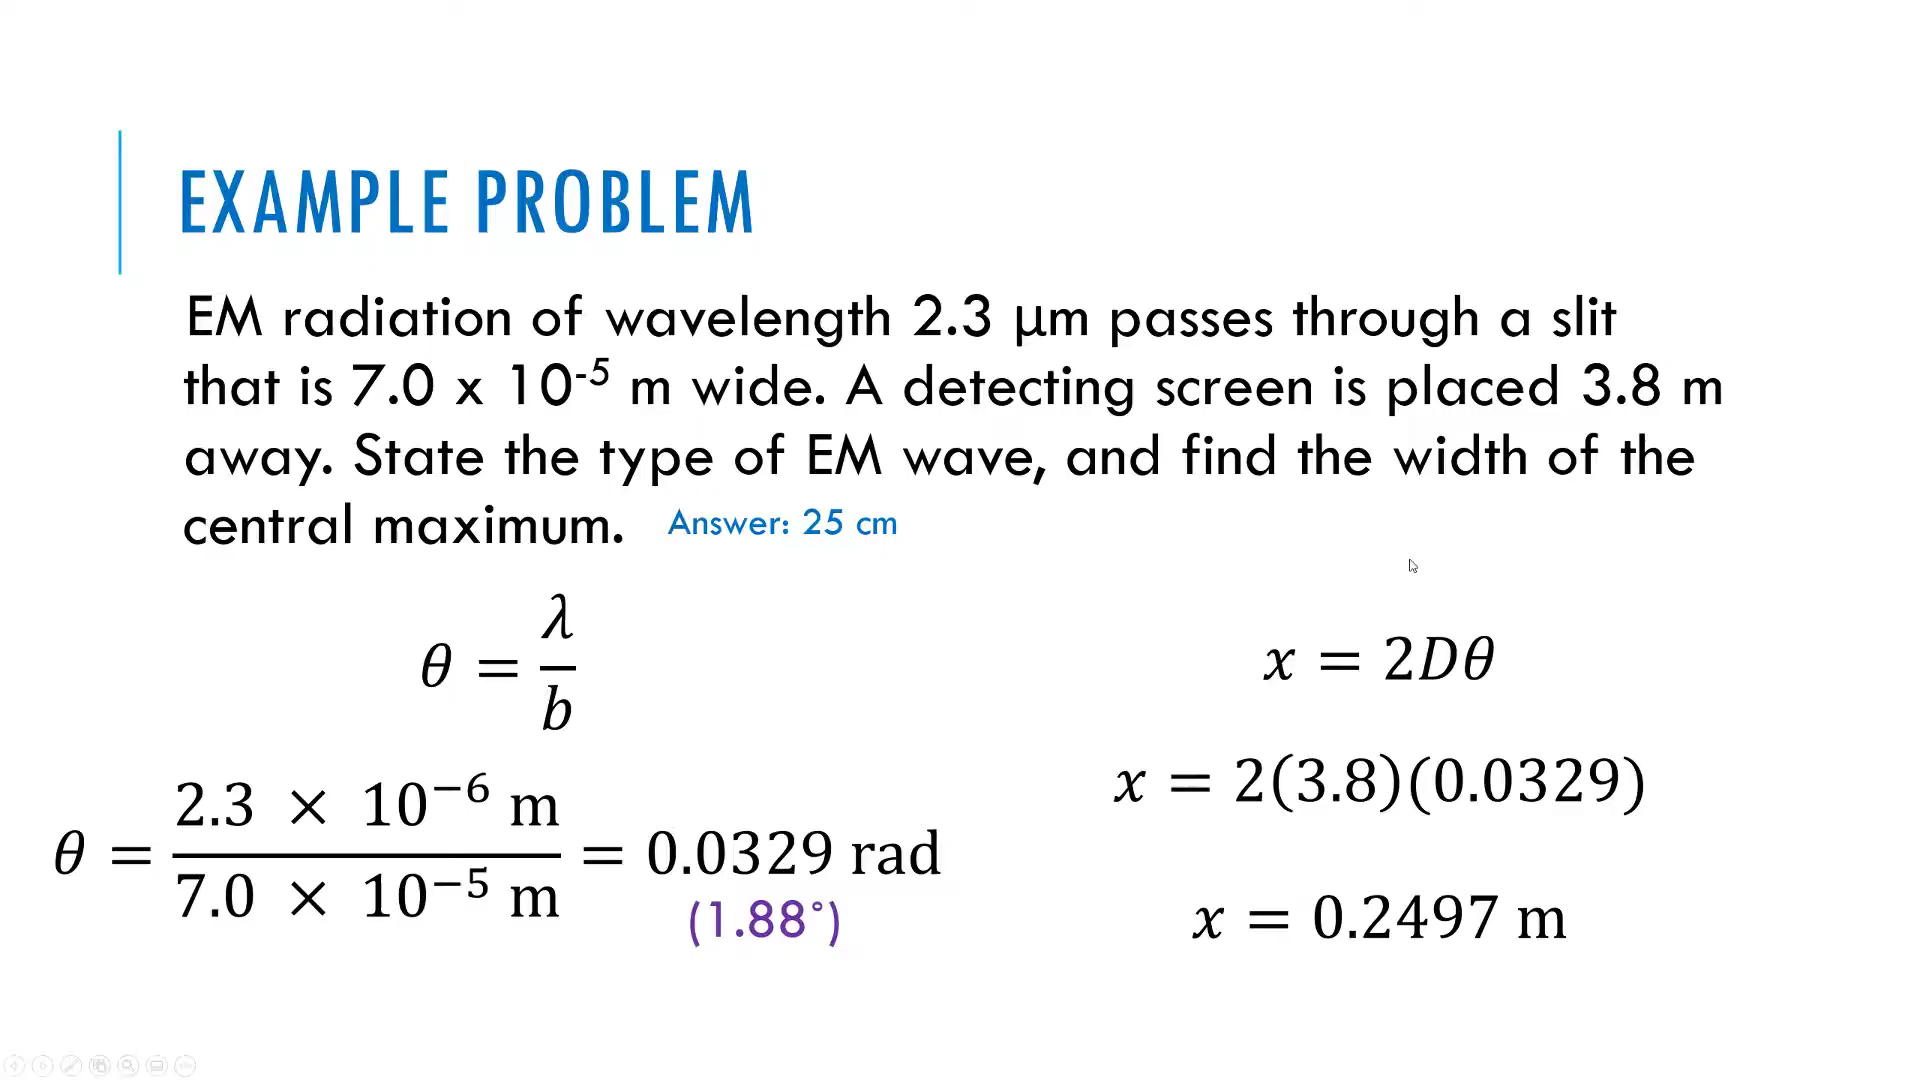 EXAMPLE PROBLEM
EM radiation of wavelength 2.3 µm passes through a slit
that is 7.0 x 10⁻⁵ m wide. A detecting screen is placed 3.8 m
away. State the type of EM wave, and find the width of the
central maximum. Answer: 25 cm
θ = λ/b
θ = 2.3 × 10⁻⁶ m / 7.0 × 10⁻⁵ m = 0.0329 rad
(1.88°)
x = 2Dθ
x = 2(3.8)(0.0329)
x = 0.2497 m